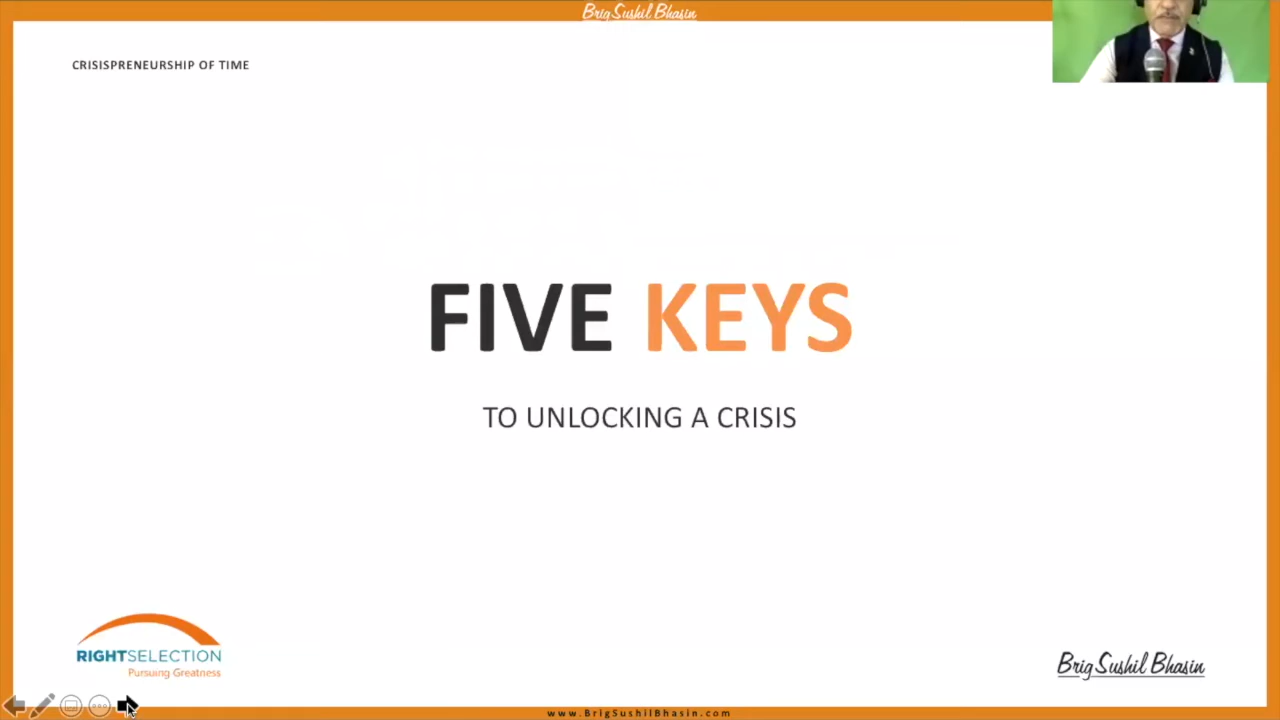 Brig Sushil Bhasin
CRISISPRENEURSHIP OF TIME
FIVE KEYS
TO UNLOCKING A CRISIS
RIGHTSELECTION
Pursuing Greatness
Brig Sushil Bhasin
www.BrigSushilBhasin.com